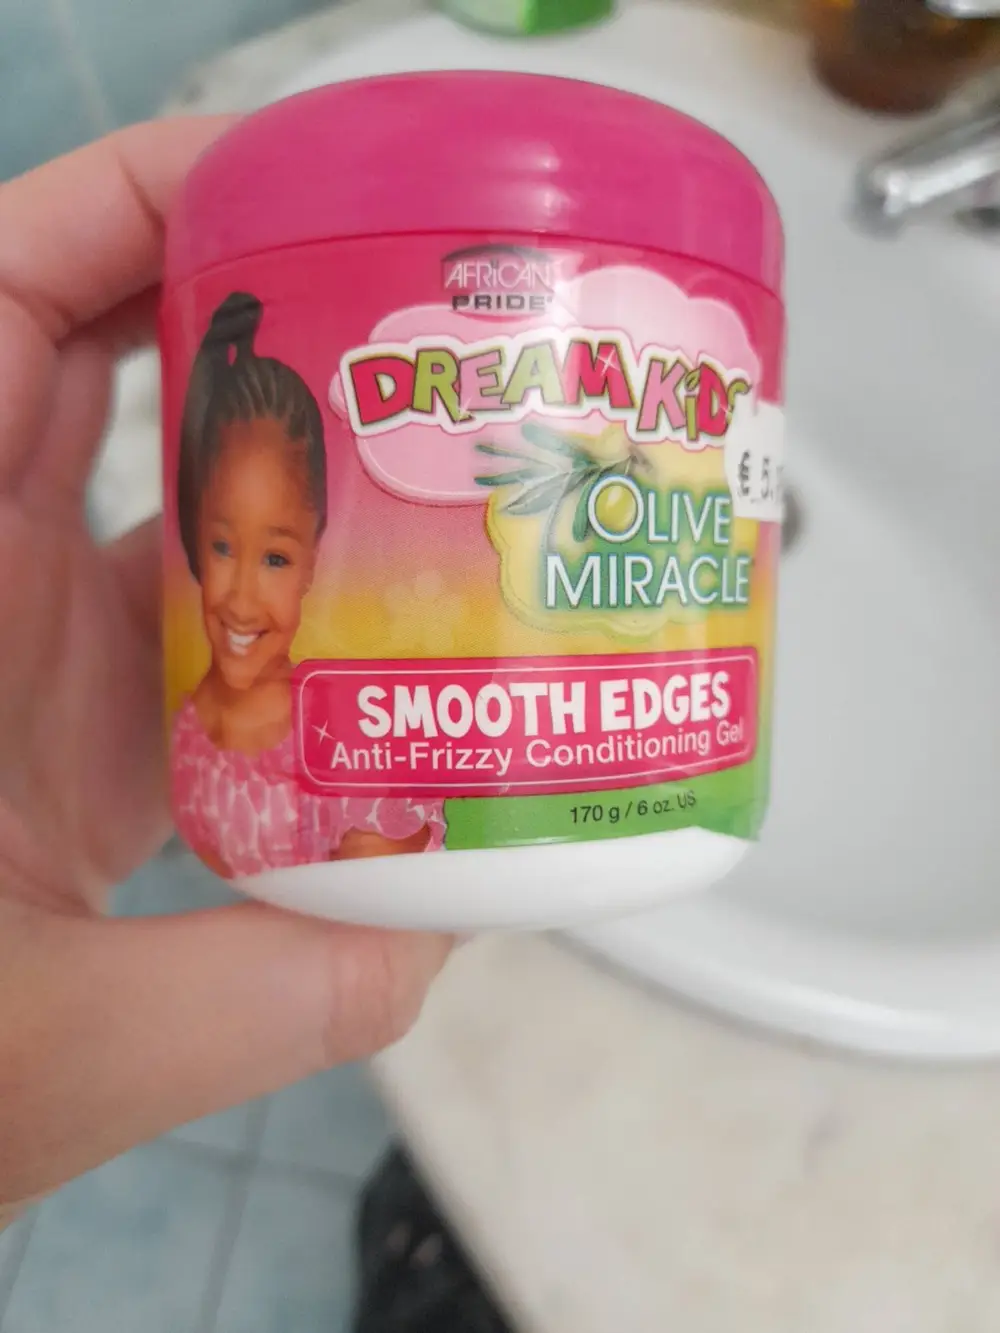 AFRICAN
PRIDE
DREAM KIDS
OLIVE
MIRACLE
SMOOTH EDGES
Anti-Frizzy Conditioning Gel
170 g / 6 oz. US